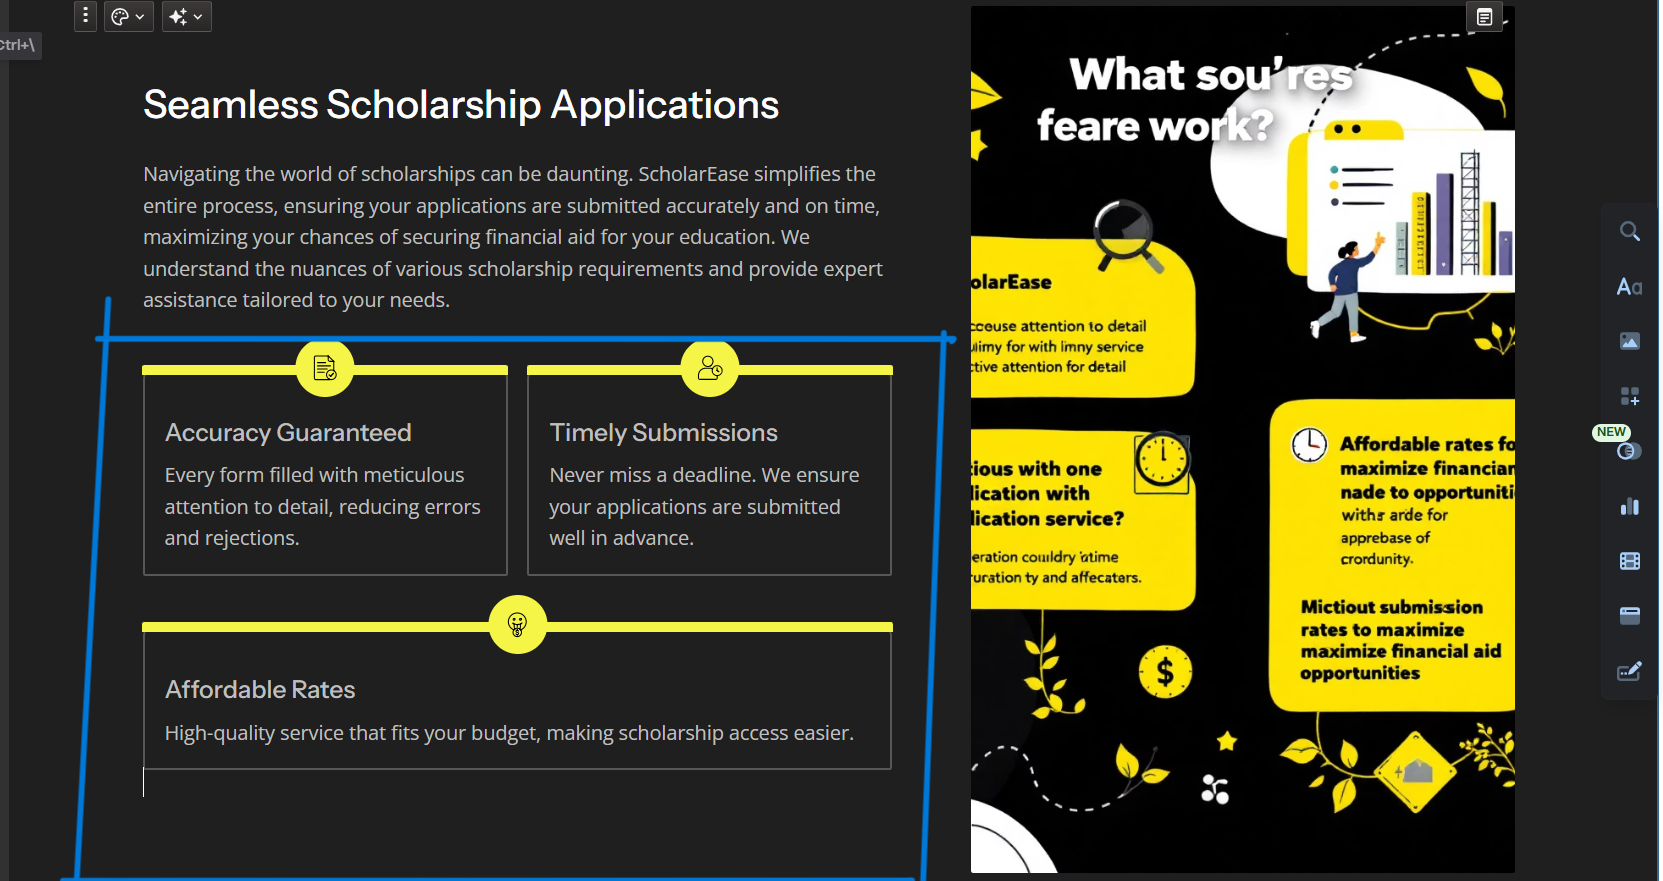 Ctrl+\
Seamless Scholarship Applications
Navigating the world of scholarships can be daunting. ScholarEase simplifies the
entire process, ensuring your applications are submitted accurately and on time,
maximizing your chances of securing financial aid for your education. We
understand the nuances of various scholarship requirements and provide expert
assistance tailored to your needs.
Accuracy Guaranteed
Every form filled with meticulous
attention to detail, reducing errors
and rejections.
Timely Submissions
Never miss a deadline. We ensure
your applications are submitted
well in advance.
Affordable Rates
High-quality service that fits your budget, making scholarship access easier.
What sou'res
feare work?
olarEase
attention to detail
for with service
ctive attention for detail
ious with one
lication with
lication service?
eration
uration ty and affecaters.
Affordable rates fo
maximize financiar
nade to opportuniti
withs arde for
apprebase of
crordunity.
Mictiout submission
rates to maximize
maximize financial aid
opportunities
$
NEW
Aa